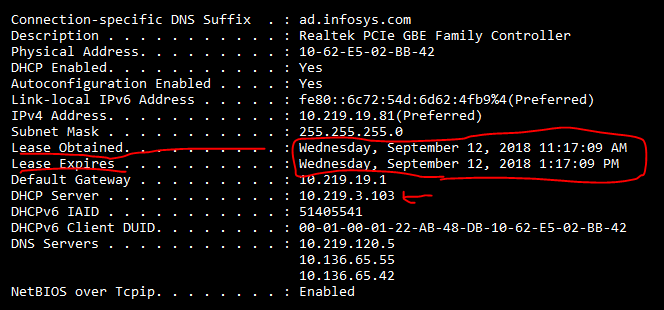 Connection-specific DNS Suffix  . : ad.infosys.com
Description . . . . . . . . . . . : Realtek PCIe GBE Family Controller
Physical Address. . . . . . . . . : 10-62-E5-02-BB-42
DHCP Enabled. . . . . . . . . . . : Yes
Autoconfiguration Enabled . . . . : Yes
Link-local IPv6 Address . . . . . : fe80::6c72:54d:6d62:4fb9%4(Preferred)
IPv4 Address. . . . . . . . . . . : 10.219.19.81(Preferred)
Subnet Mask . . . . . . . . . . . : 255.255.255.0
Lease Obtained. . . . . . . . . . : Wednesday, September 12, 2018 11:17:09 AM
Lease Expires . . . . . . . . . . : Wednesday, September 12, 2018 1:17:09 PM
Default Gateway . . . . . . . . . : 10.219.19.1
DHCP Server . . . . . . . . . . . : 10.219.3.103
DHCPv6 IAID . . . . . . . . . . . : 51405541
DHCPv6 Client DUID. . . . . . . . : 00-01-00-01-22-AB-48-DB-10-62-E5-02-BB-42
DNS Servers . . . . . . . . . . . : 10.219.120.5
10.136.65.55
10.136.65.42
NetBIOS over Tcpip. . . . . . . . : Enabled